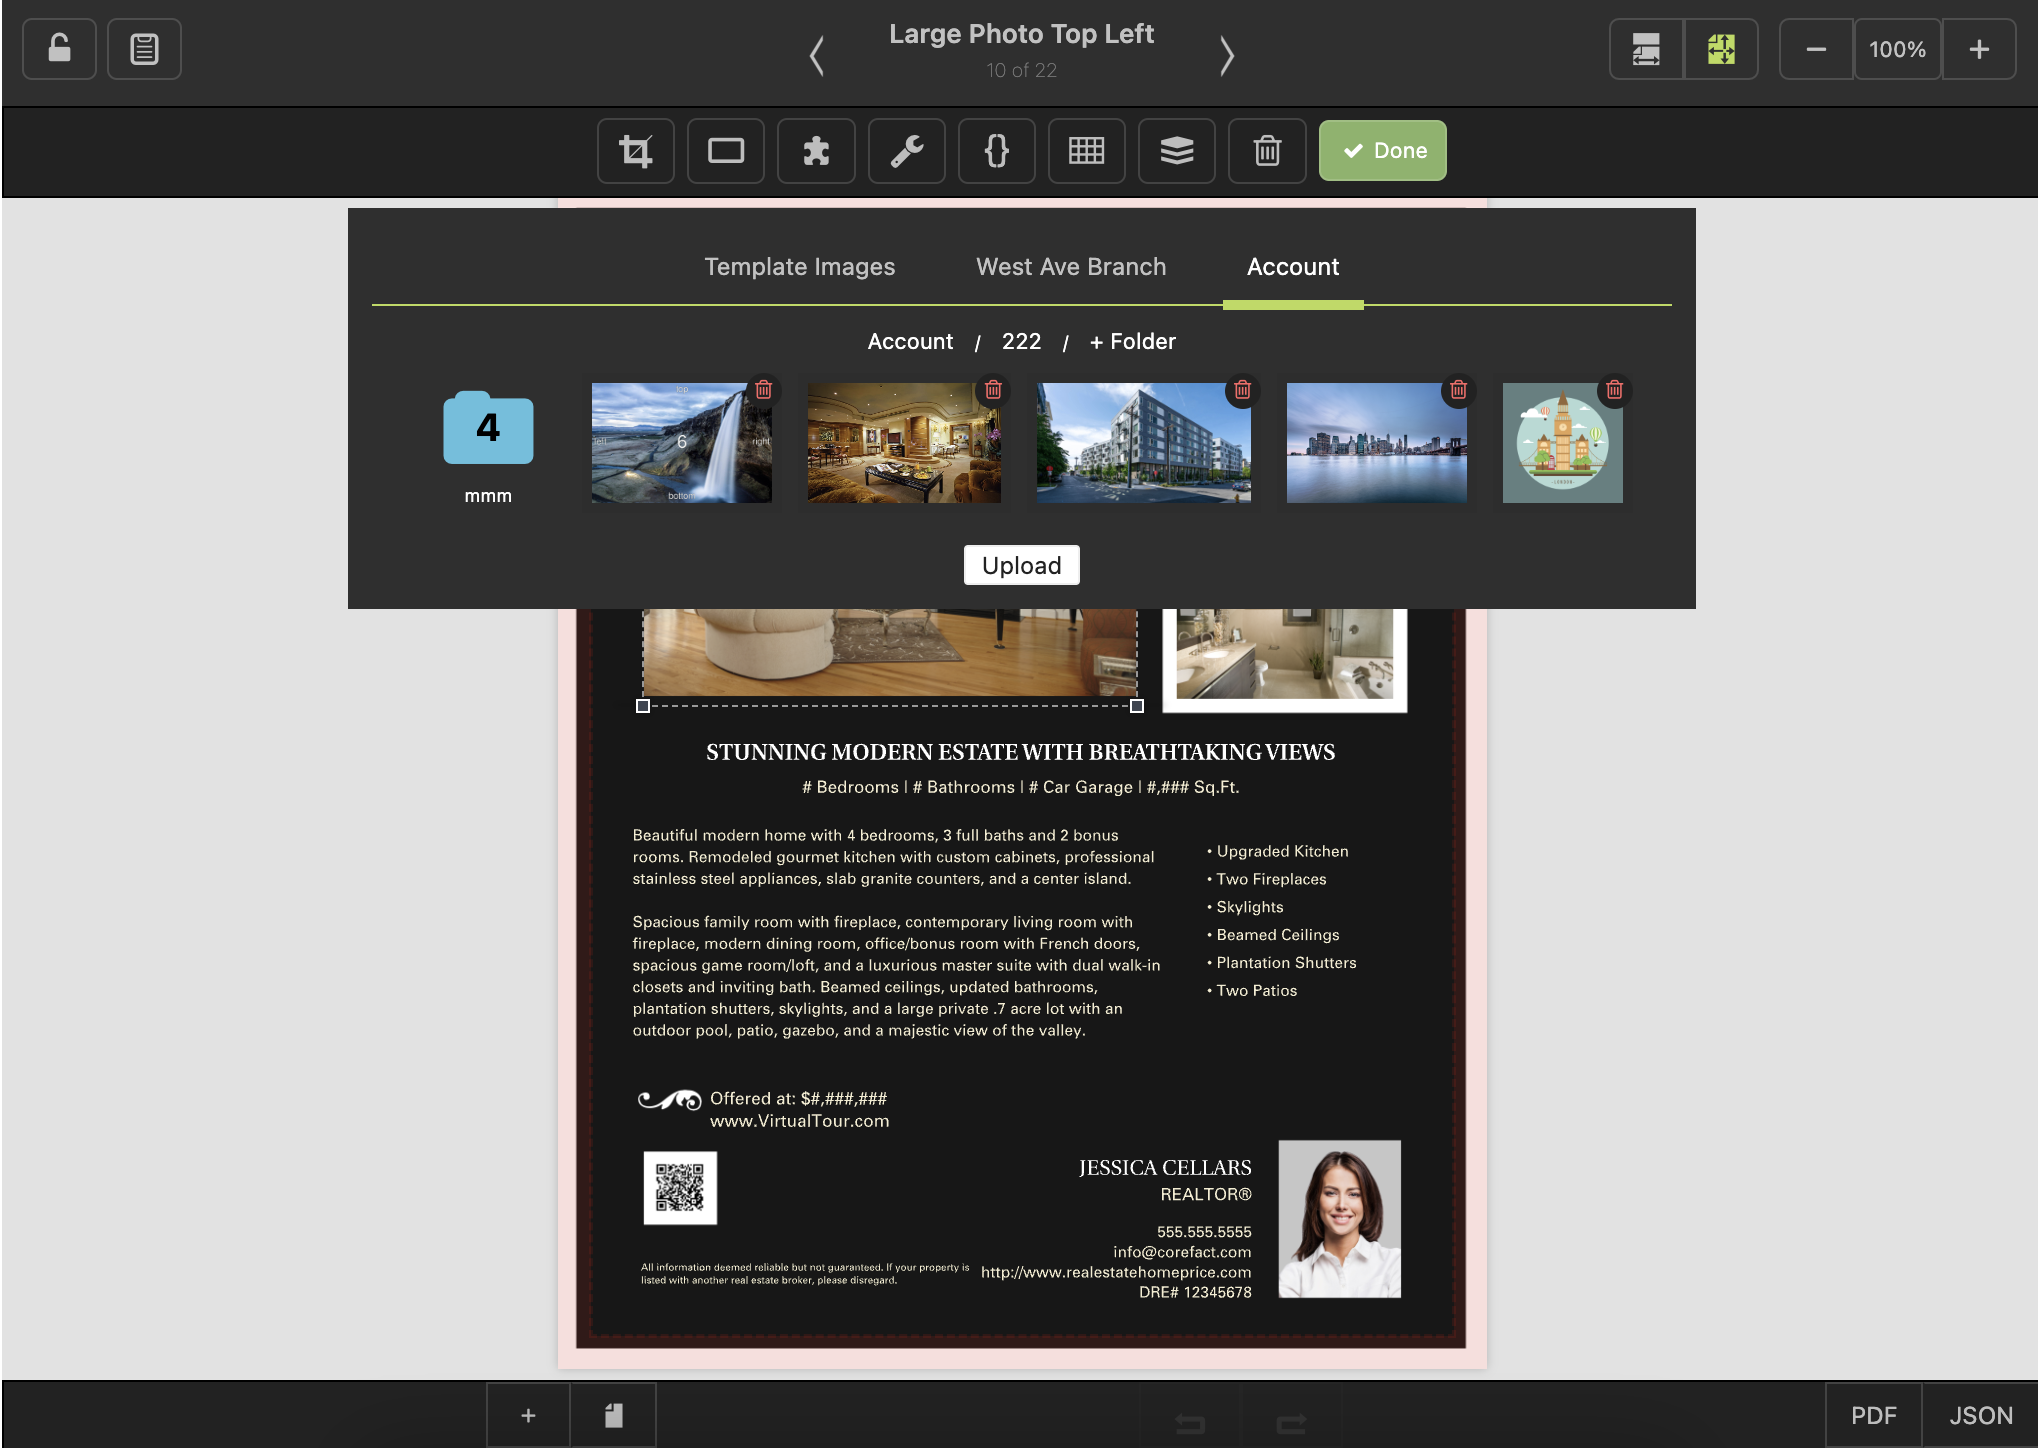 Large Photo Top Left
10 of 22
100%
Done
Template Images
West Ave Branch
Account
Account / 222 / + Folder
4
mmm
top
left
6
right
bottom
LONDON
Upload
STUNNING MODERN ESTATE WITH BREATHTAKING VIEWS
# Bedrooms | # Bathrooms | # Car Garage | #,### Sq.Ft.
Beautiful modern home with 4 bedrooms, 3 full baths and 2 bonus
rooms. Remodeled gourmet kitchen with custom cabinets, professional
stainless steel appliances, slab granite counters, and a center island.
Spacious family room with fireplace, contemporary living room with
fireplace, modern dining room, office/bonus room with French doors,
spacious game room/loft, and a luxurious master suite with dual walk-in
closets and inviting bath. Beamed ceilings, updated bathrooms,
plantation shutters, skylights, and a large private .7 acre lot with an
outdoor pool, patio, gazebo, and a majestic view of the valley.
• Upgraded Kitchen
• Two Fireplaces
• Skylights
• Beamed Ceilings
• Plantation Shutters
• Two Patios
Offered at: $#,###,###
www.VirtualTour.com
JESSICA CELLARS
REALTOR®
555.555.5555
info@corefact.com
http://www.realestatehomeprice.com
DRE# 12345678
All information deemed reliable but not guaranteed. If your property is
listed with another real estate broker, please disregard.
PDF
JSON